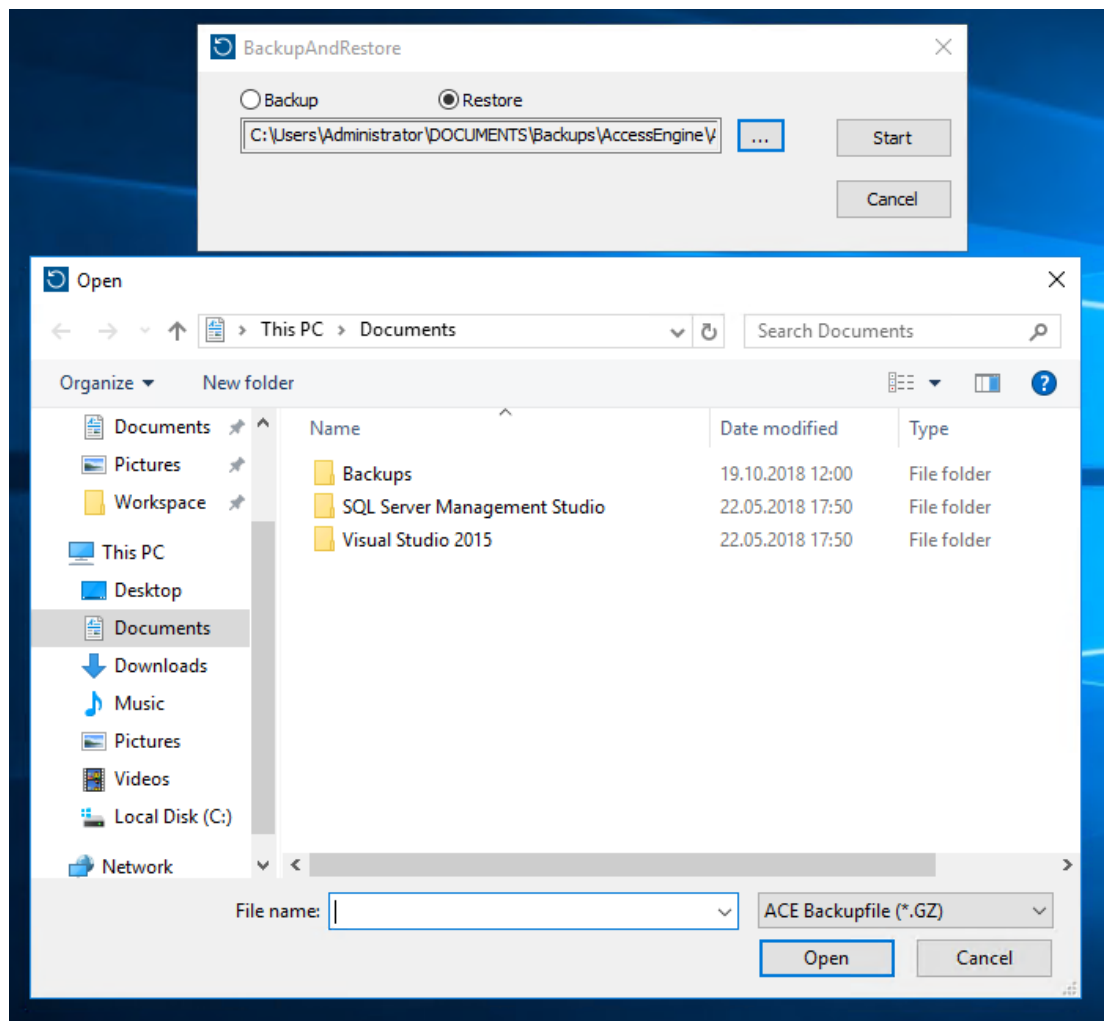 BackupAndRestore
Backup Restore
C:\Users\Administrator\DOCUMENTS\Backups\AccessEngine\ ... Start
Cancel
Open
This PC > Documents Search Documents
Organize New folder
Name Date modified Type
Documents
Pictures
Workspace
This PC
Desktop
Documents
Downloads
Music
Pictures
Videos
Local Disk (C:)
Network
Backups 19.10.2018 12:00 File folder
SQL Server Management Studio 22.05.2018 17:50 File folder
Visual Studio 2015 22.05.2018 17:50 File folder
File name: ACE Backupfile (*.GZ)
Open Cancel